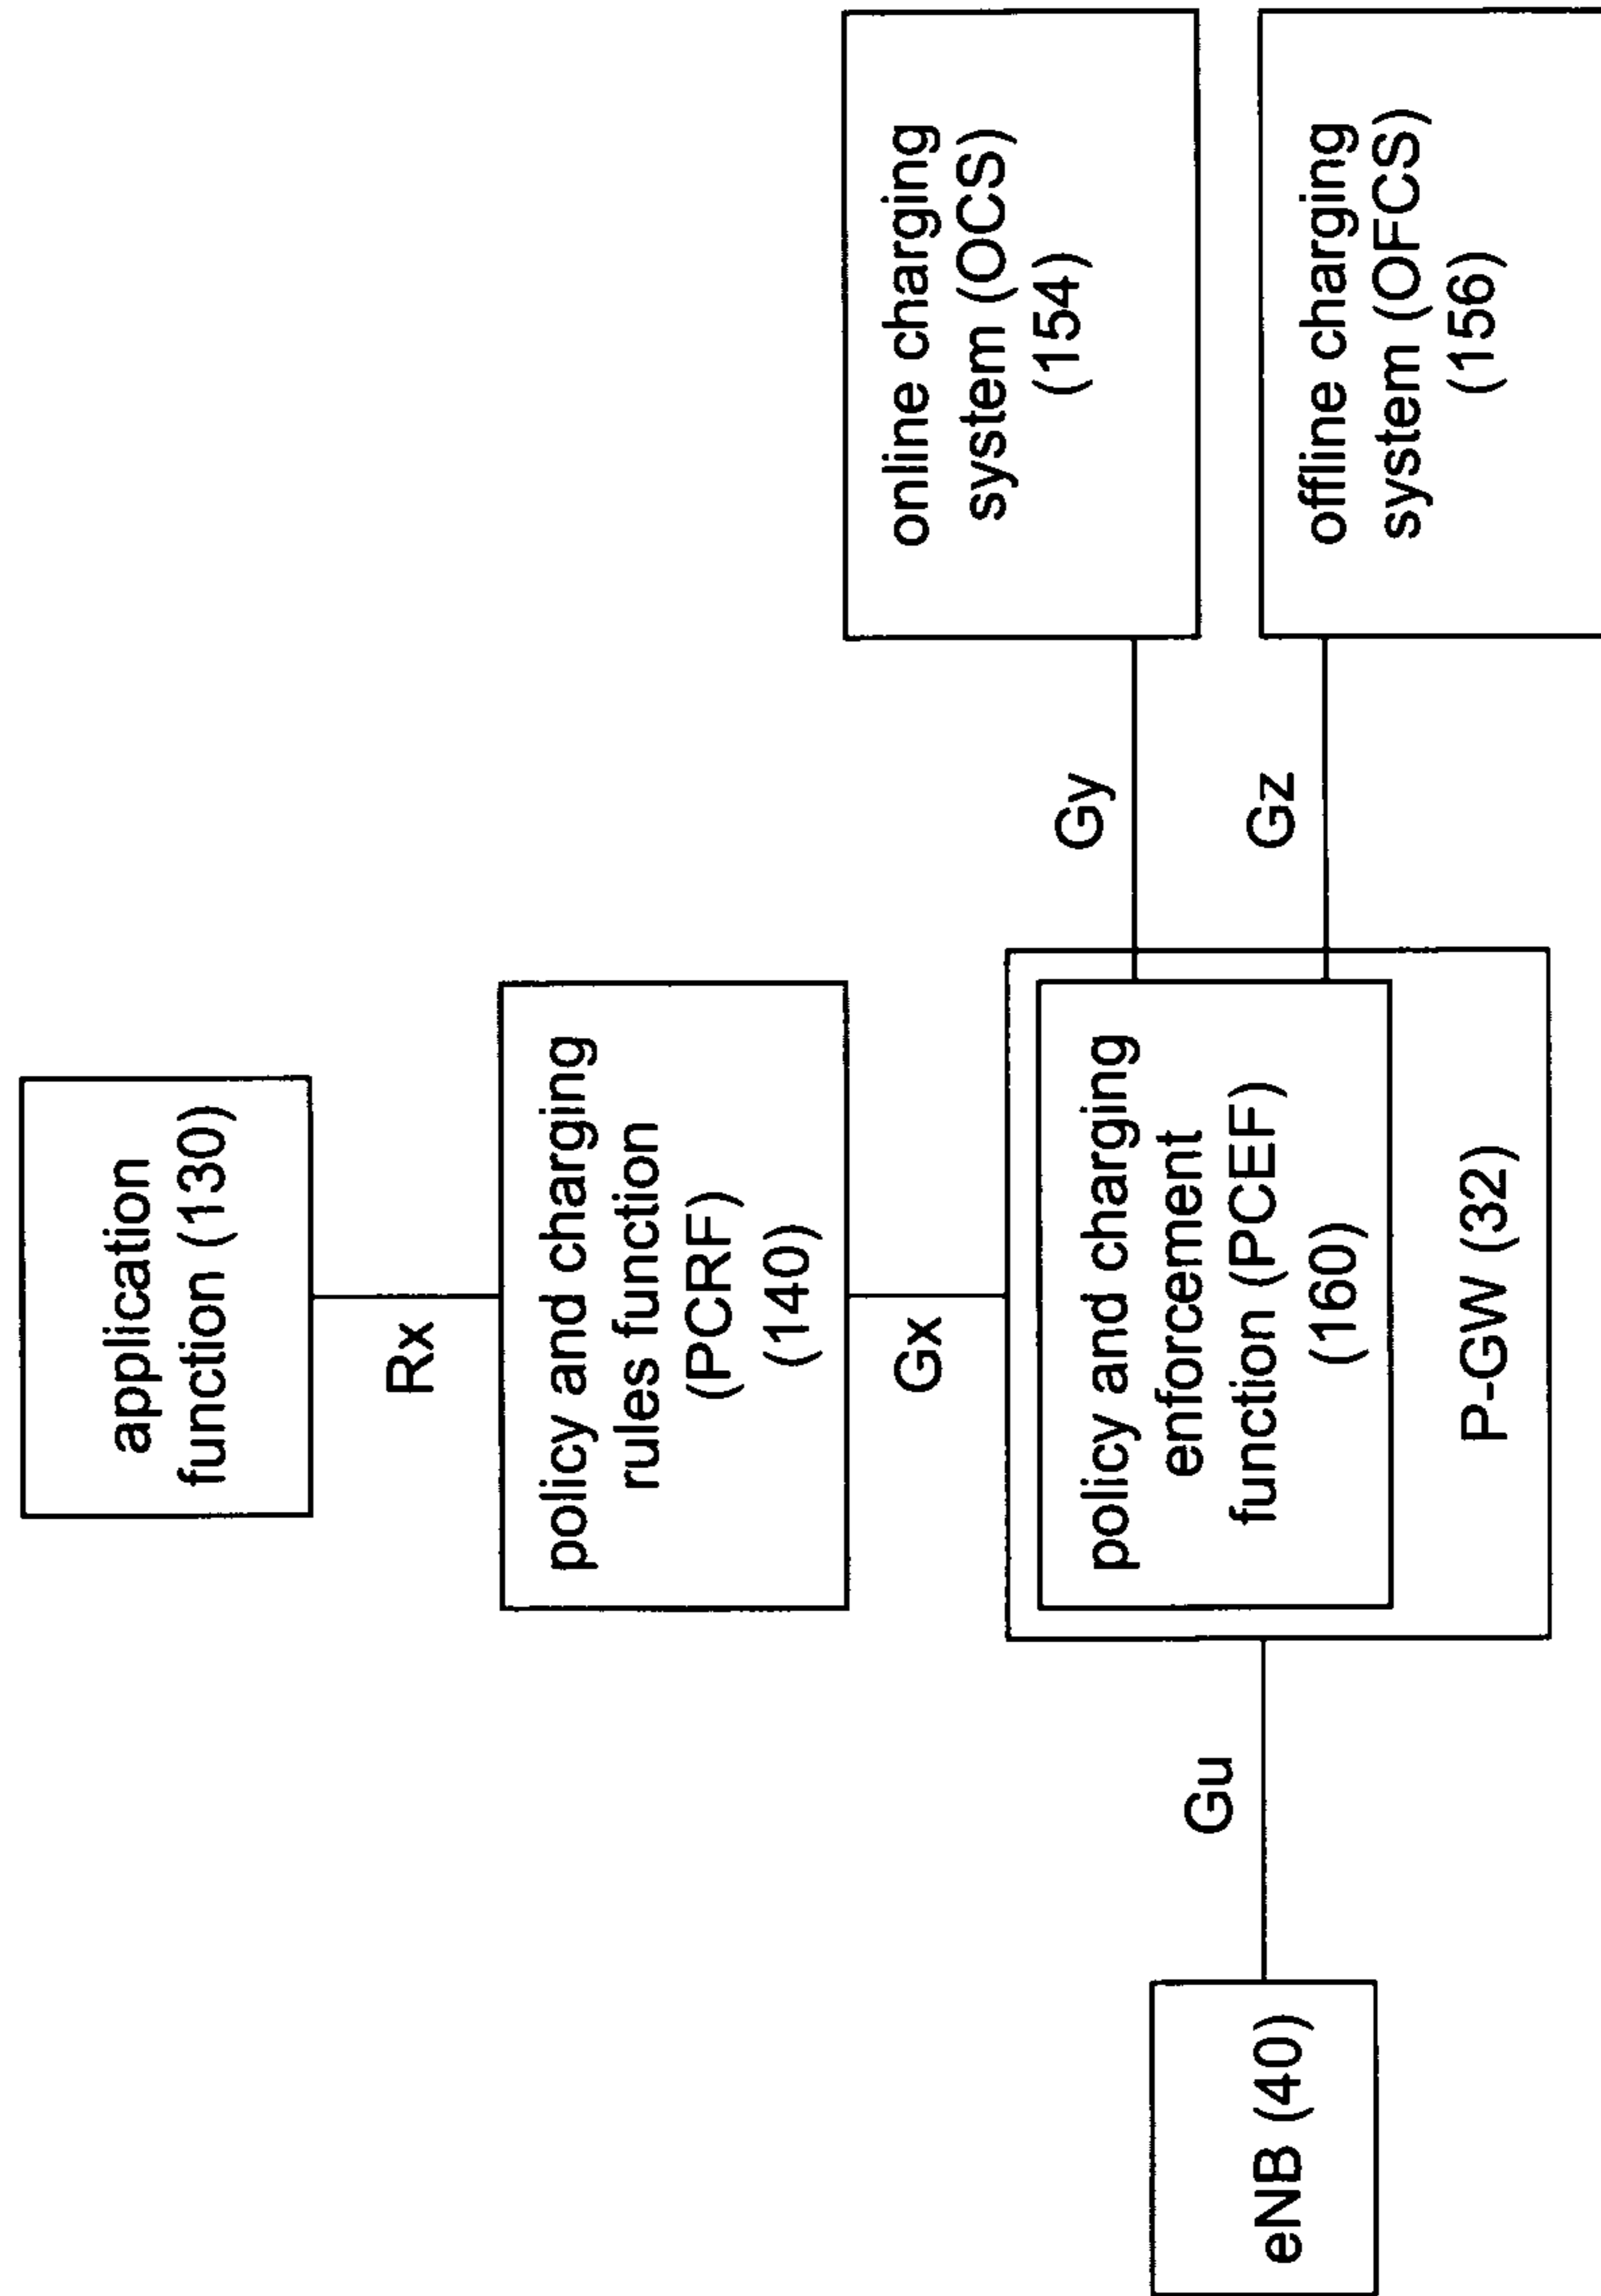 application
function (130)
Rx
policy and charging
rules function
(PCRF)
(140)
Gx
policy and charging
enforcement
function (PCEF)
(160)
P-GW (32)
Gu
eNB (40)
Gy
Gz
online charging
system (OCS)
(154)
offline charging
system (OFCS)
(156)